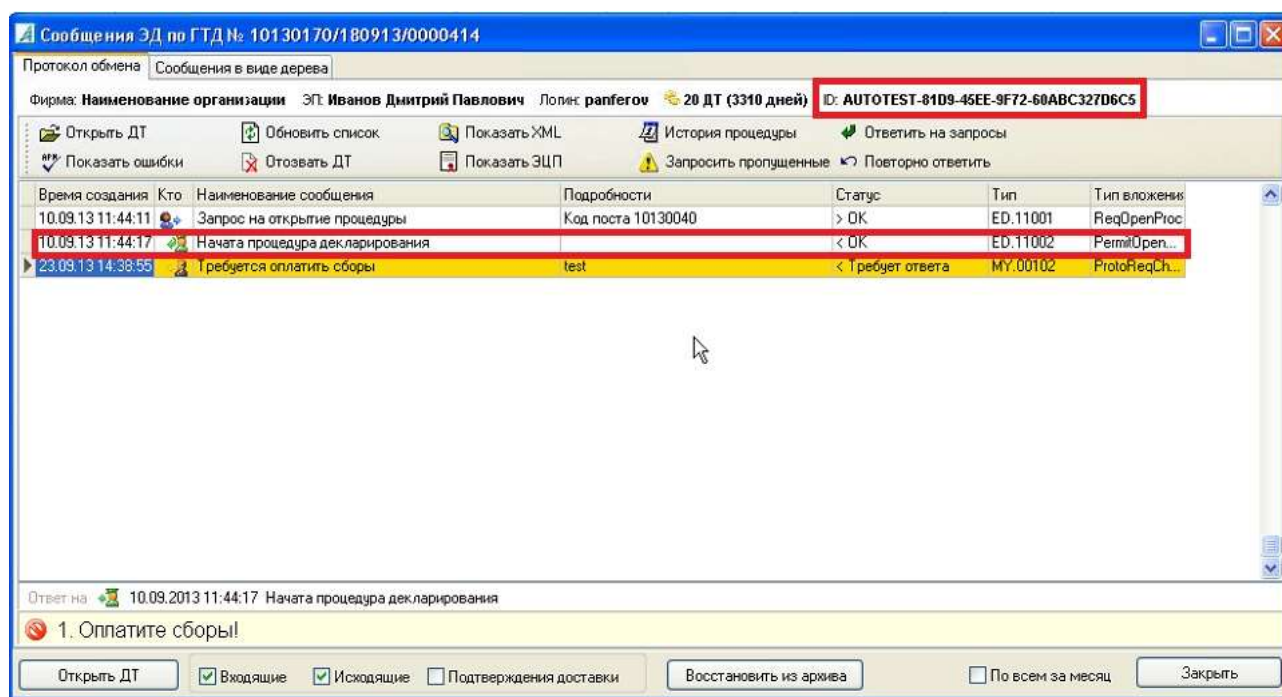 Сообщения ЭД по ГТД № 10130170/180913/0000414
Протокол обмена Сообщения в виде дерева
Фирма: Наименование организации ЭП: Иванов Дмитрий Павлович Логин: panferov 20 ДТ (3310 дней) ID: AUTOTEST-81D9-45EE-9F72-60ABC327D6C5
Открыть ДТ Обновить список Показать XML История процедуры Ответить на запросы
Показать ошибки Отозвать ДТ Показать ЭЦП Запросить пропущенные Повторно ответить
Время создания Кто Наименование сообщения Подробности Статус Тип Тип вложения
10.09.13 11:44:11 Запрос на открытие процедуры Код поста 10130040 > OK ED.11001 ReqOpenProc
10.09.13 11:44:17 Начата процедура декларирования < OK ED.11002 PermitOpen...
23.09.13 14:38:55 Требуется оплатить сборы test < Требует ответа MY.00102 ProtoReqCh...
Ответ на 10.09.2013 11:44:17 Начата процедура декларирования
1. Оплатите сборы!
Открыть ДТ Входящие Исходящие Подтверждения доставки Восстановить из архива По всем за месяц Закрыть